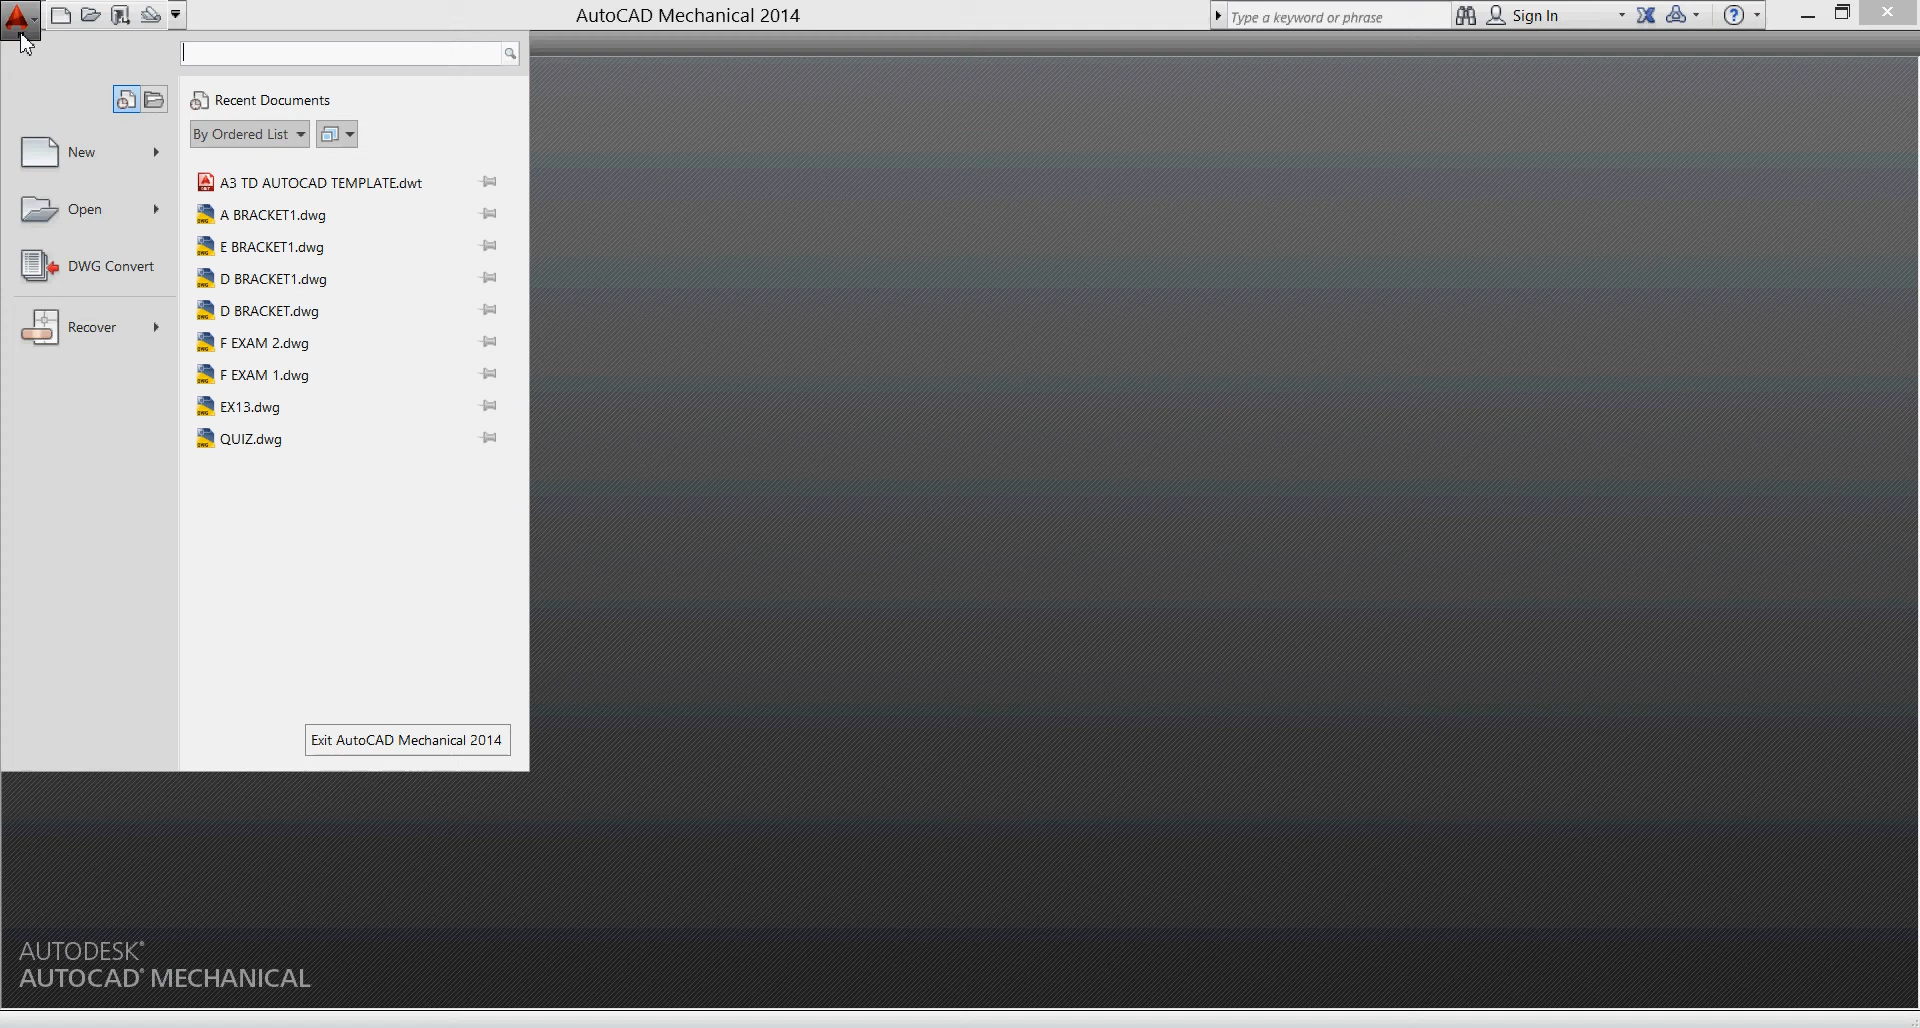 AutoCAD Mechanical 2014
Type a keyword or phrase
Sign In
Recent Documents
By Ordered List
New
Open
DWG Convert
Recover
A3 TD AUTOCAD TEMPLATE.dwt
A BRACKET1.dwg
E BRACKET1.dwg
D BRACKET1.dwg
D BRACKET.dwg
F EXAM 2.dwg
F EXAM 1.dwg
EX13.dwg
QUIZ.dwg
Exit AutoCAD Mechanical 2014
AUTODESK®
AUTOCAD® MECHANICAL